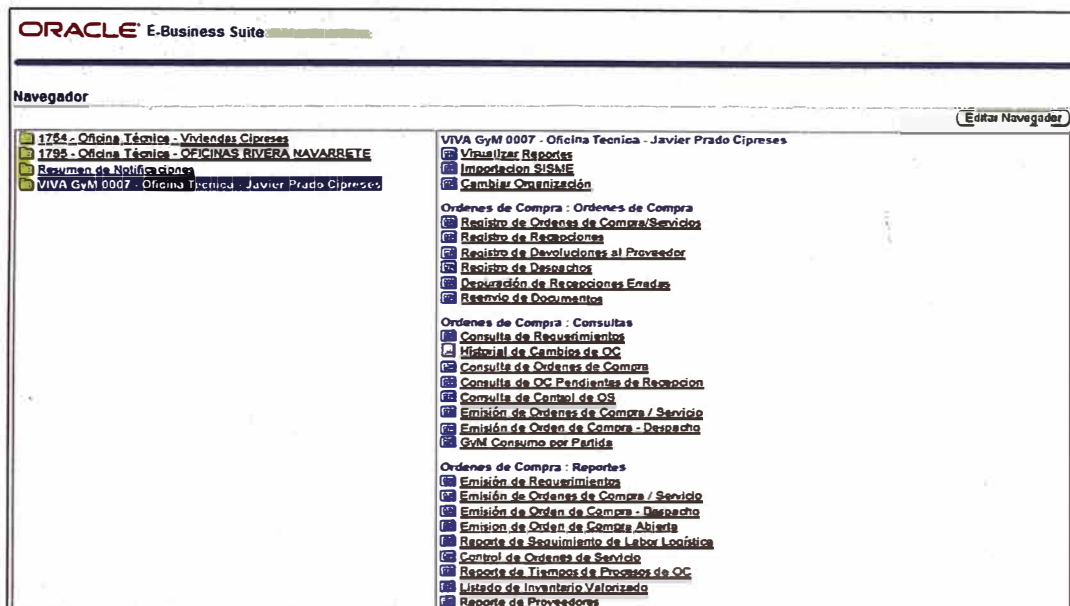 ORACLE E-Business Suite
Navegador
Editar Navegador
1754 - Oficina Técnica - Viviendas Cipreses
1795 - Oficina Técnica - OFICINAS RIVERA NAVARRETE
Resumen de Notificaciones
VIVA GyM 0007 - Oficina Tecnica - Javier Prado Cipreses
VIVA GyM 0007 - Oficina Tecnica - Javier Prado Cipreses
Visualizar Reportes
Importacion SISME
Cambiar Organización
Ordenes de Compra : Ordenes de Compra
Registro de Ordenes de Compra/Servicios
Registro de Recepciones
Registro de Devoluciones al Proveedor
Registro de Despachos
Depuración de Recepciones Erradas
Reenvio de Documentos
Ordenes de Compra : Consultas
Consulta de Requerimientos
Historial de Cambios de OC
Consulta de Ordenes de Compra
Consulta de OC Pendientes de Recepcion
Consulta de Control de OS
Emisión de Ordenes de Compra / Servicio
Emisión de Orden de Compra - Despacho
GyM Consumo por Partida
Ordenes de Compra : Reportes
Emisión de Requerimientos
Emisión de Ordenes de Compra / Servicio
Emisión de Orden de Compra - Despacho
Emision de Orden de Compra Abierta
Reporte de Seguimiento de Labor Logística
Control de Ordenes de Servicio
Reporte de Tiempos de Procesos de OC
Listado de Inventario Valorizado
Reporte de Proveedores